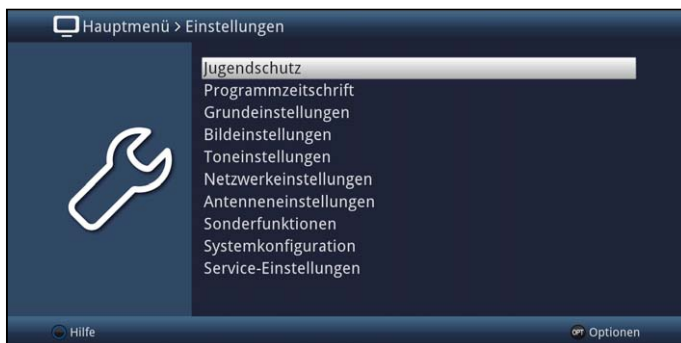 Hauptmenü > Einstellungen
Jugendschutz
Programmzeitschrift
Grundeinstellungen
Bildeinstellungen
Toneinstellungen
Netzwerkeinstellungen
Antenneneinstellungen
Sonderfunktionen
Systemkonfiguration
Service-Einstellungen
Hilfe
OPT Optionen